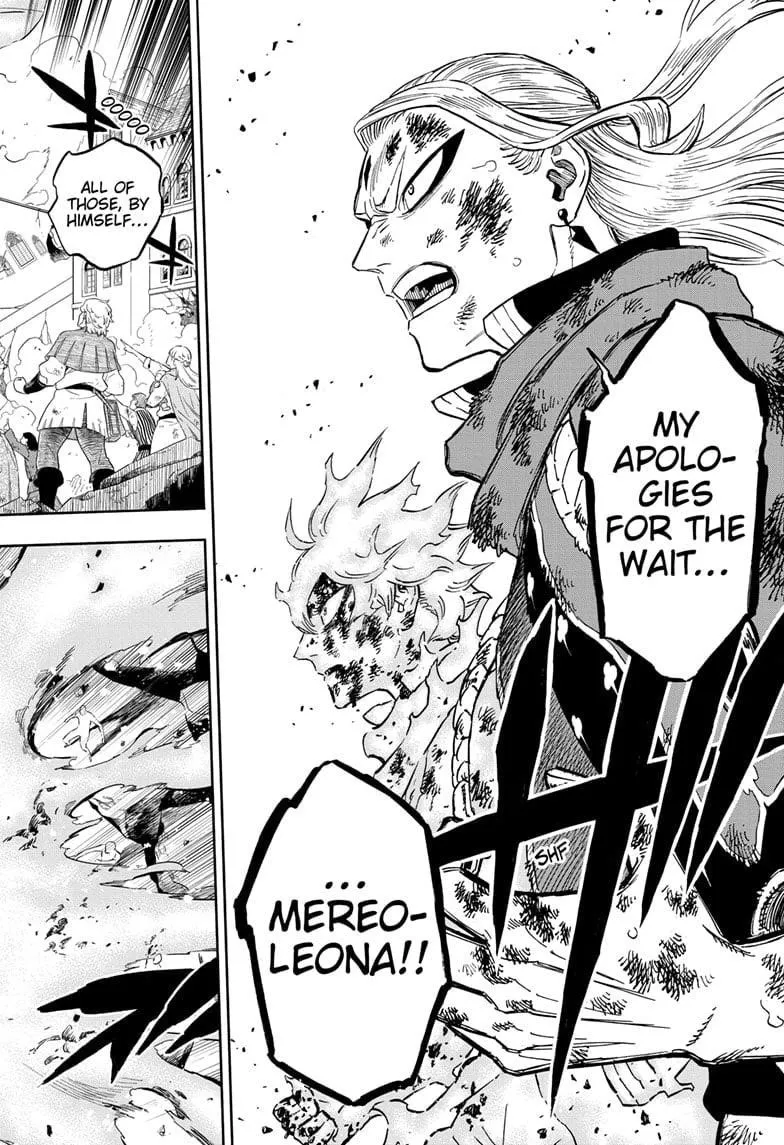 MY
APOLO-
GIES
FOR THE
WAIT...
...
MEREO-
LEONA!!
SHF
OOOOO
ALL OF
THOSE, BY
HIMSELF...